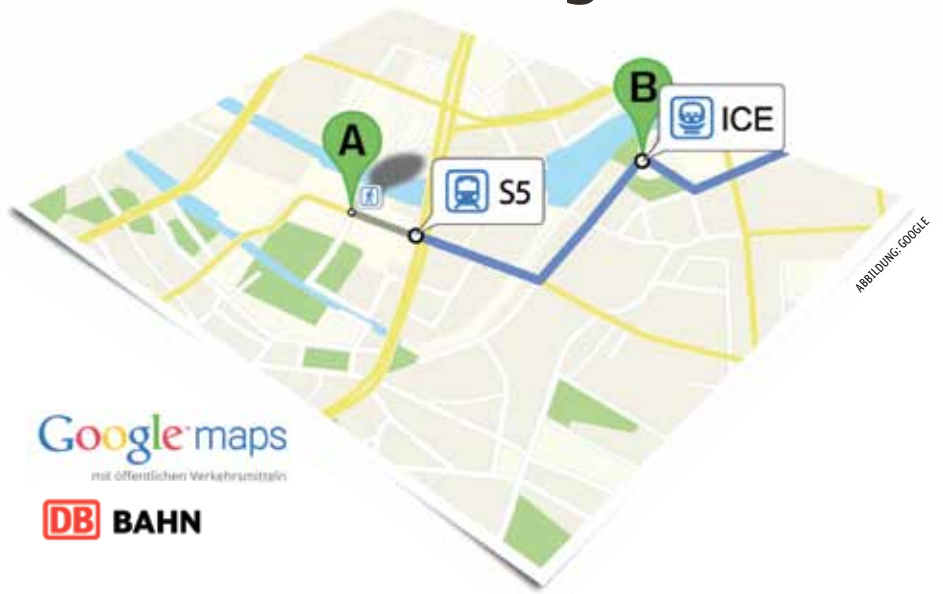 A
B
ICE
S5
ABBILDUNG: GOOGLE
Google maps
mit öffentlichen Verkehrsmitteln
DB BAHN